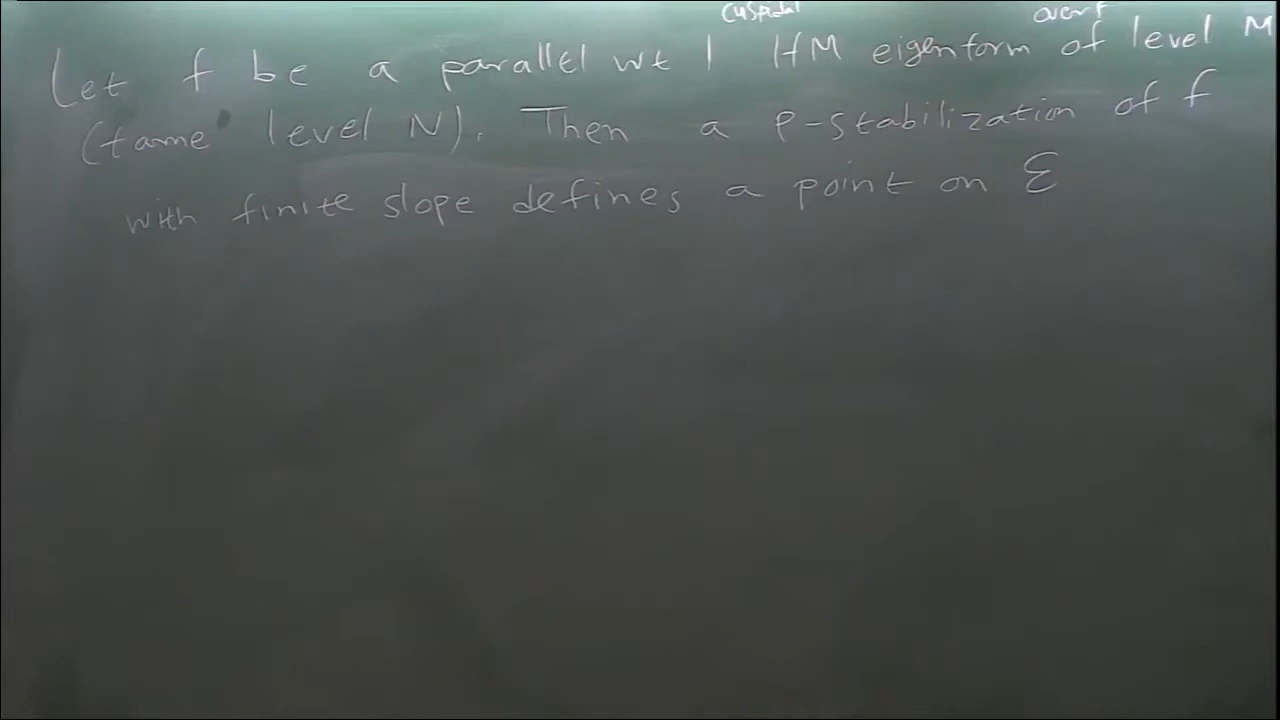 cuspidal over F
Let f be a parallel wt 1 HM eigenform of level M
(tame level N). Then a p-stabilization of f
with finite slope defines a point on Ɛ